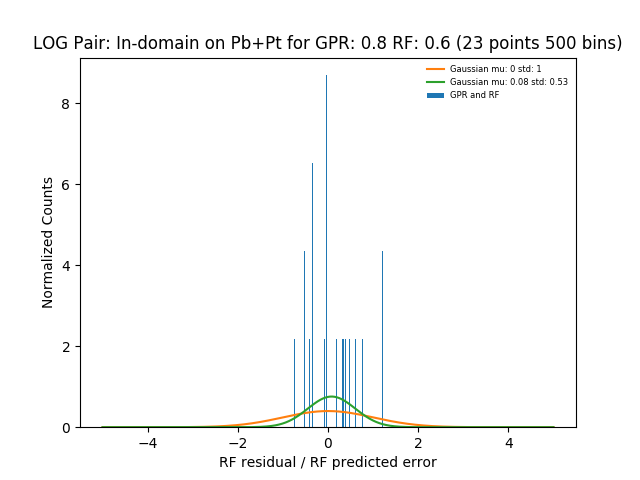 LOG Pair: In-domain on Pb+Pt for GPR: 0.8 RF: 0.6 (23 points 500 bins)
Gaussian mu: 0 std: 1
Gaussian mu: 0.08 std: 0.53
GPR and RF
Normalized Counts
8
6
4
2
0
−4
−2
0
2
4
RF residual / RF predicted error